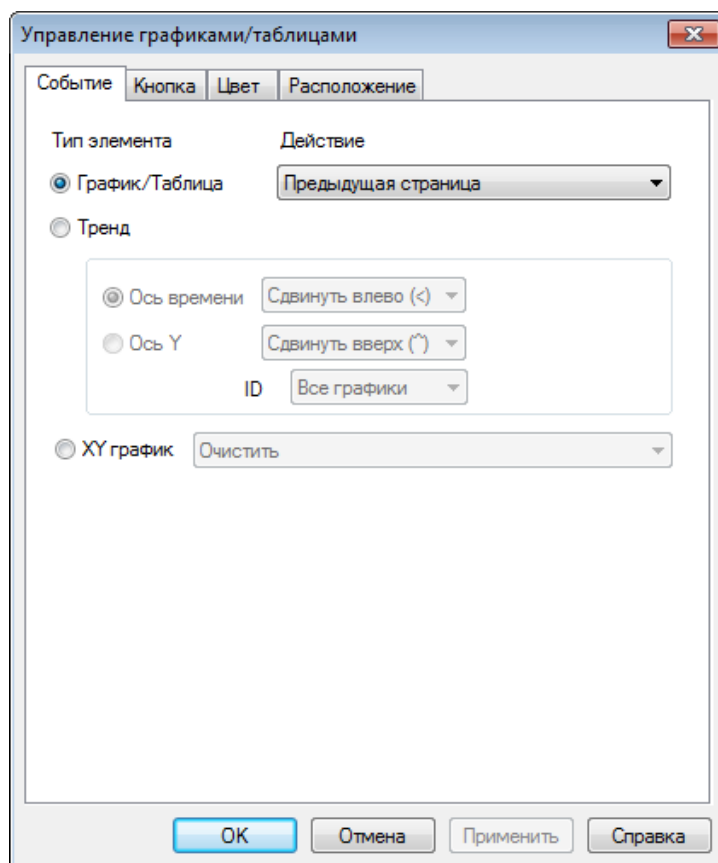 Управление графиками/таблицами
Событие Кнопка Цвет Расположение
Тип элемента Действие
График/Таблица Предыдущая страница
Тренд
Ось времени Сдвинуть влево (<)
Ось Y Сдвинуть вверх (^)
ID Все графики
XY график Очистить
OK Отмена Применить Справка